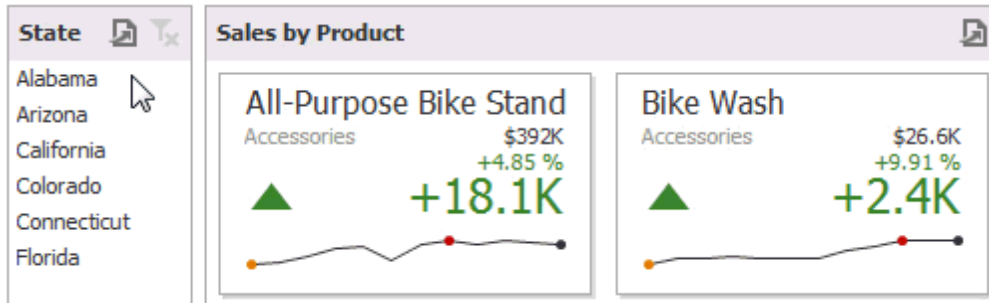 State
Alabama
Arizona
California
Colorado
Connecticut
Florida
Sales by Product
All-Purpose Bike Stand
Accessories $392K
+4.85 %
+18.1K
Bike Wash
Accessories $26.6K
+9.91 %
+2.4K